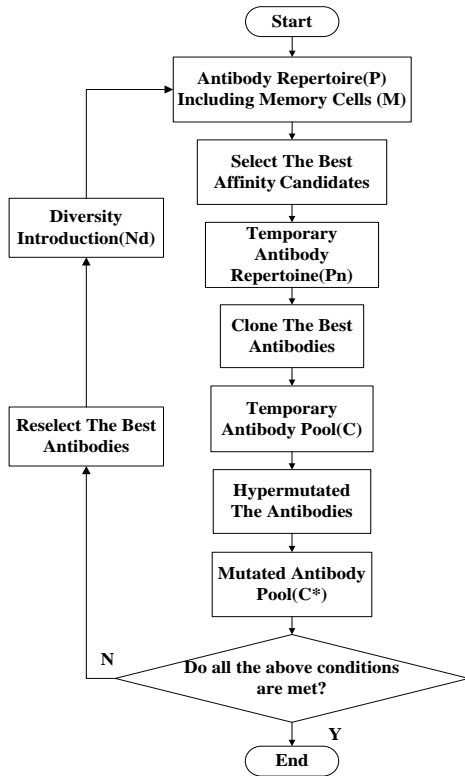 Start
Antibody Repertoire(P)
Including Memory Cells (M)
Select The Best
Affinity Candidates
Diversity
Introduction(Nd)
Temporary
Antibody
Repertoine(Pn)
Clone The Best
Antibodies
Reselect The Best
Antibodies
Temporary
Antibody Pool(C)
Hypermutated
The Antibodies
Mutated Antibody
Pool(C*)
N
Do all the above conditions
are met?
Y
End